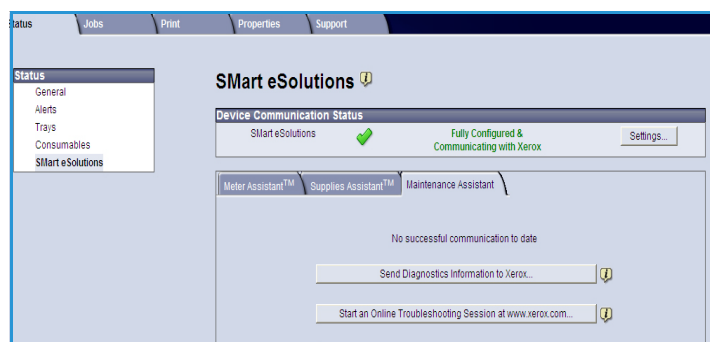 tatus Jobs Print Properties Support
Status
General
Alerts
Trays
Consumables
SMart eSolutions
SMart eSolutions
Device Communication Status
SMart eSolutions Fully Configured & Communicating with Xerox Settings...
Meter Assistant™ Supplies Assistant™ Maintenance Assistant
No successful communication to date
Send Diagnostics Information to Xerox...
Start an Online Troubleshooting Session at www.xerox.com...